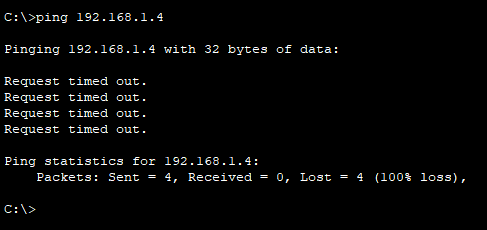 C:\>ping 192.168.1.4
Pinging 192.168.1.4 with 32 bytes of data:
Request timed out.
Request timed out.
Request timed out.
Request timed out.
Ping statistics for 192.168.1.4:
    Packets: Sent = 4, Received = 0, Lost = 4 (100% loss),
C:\>